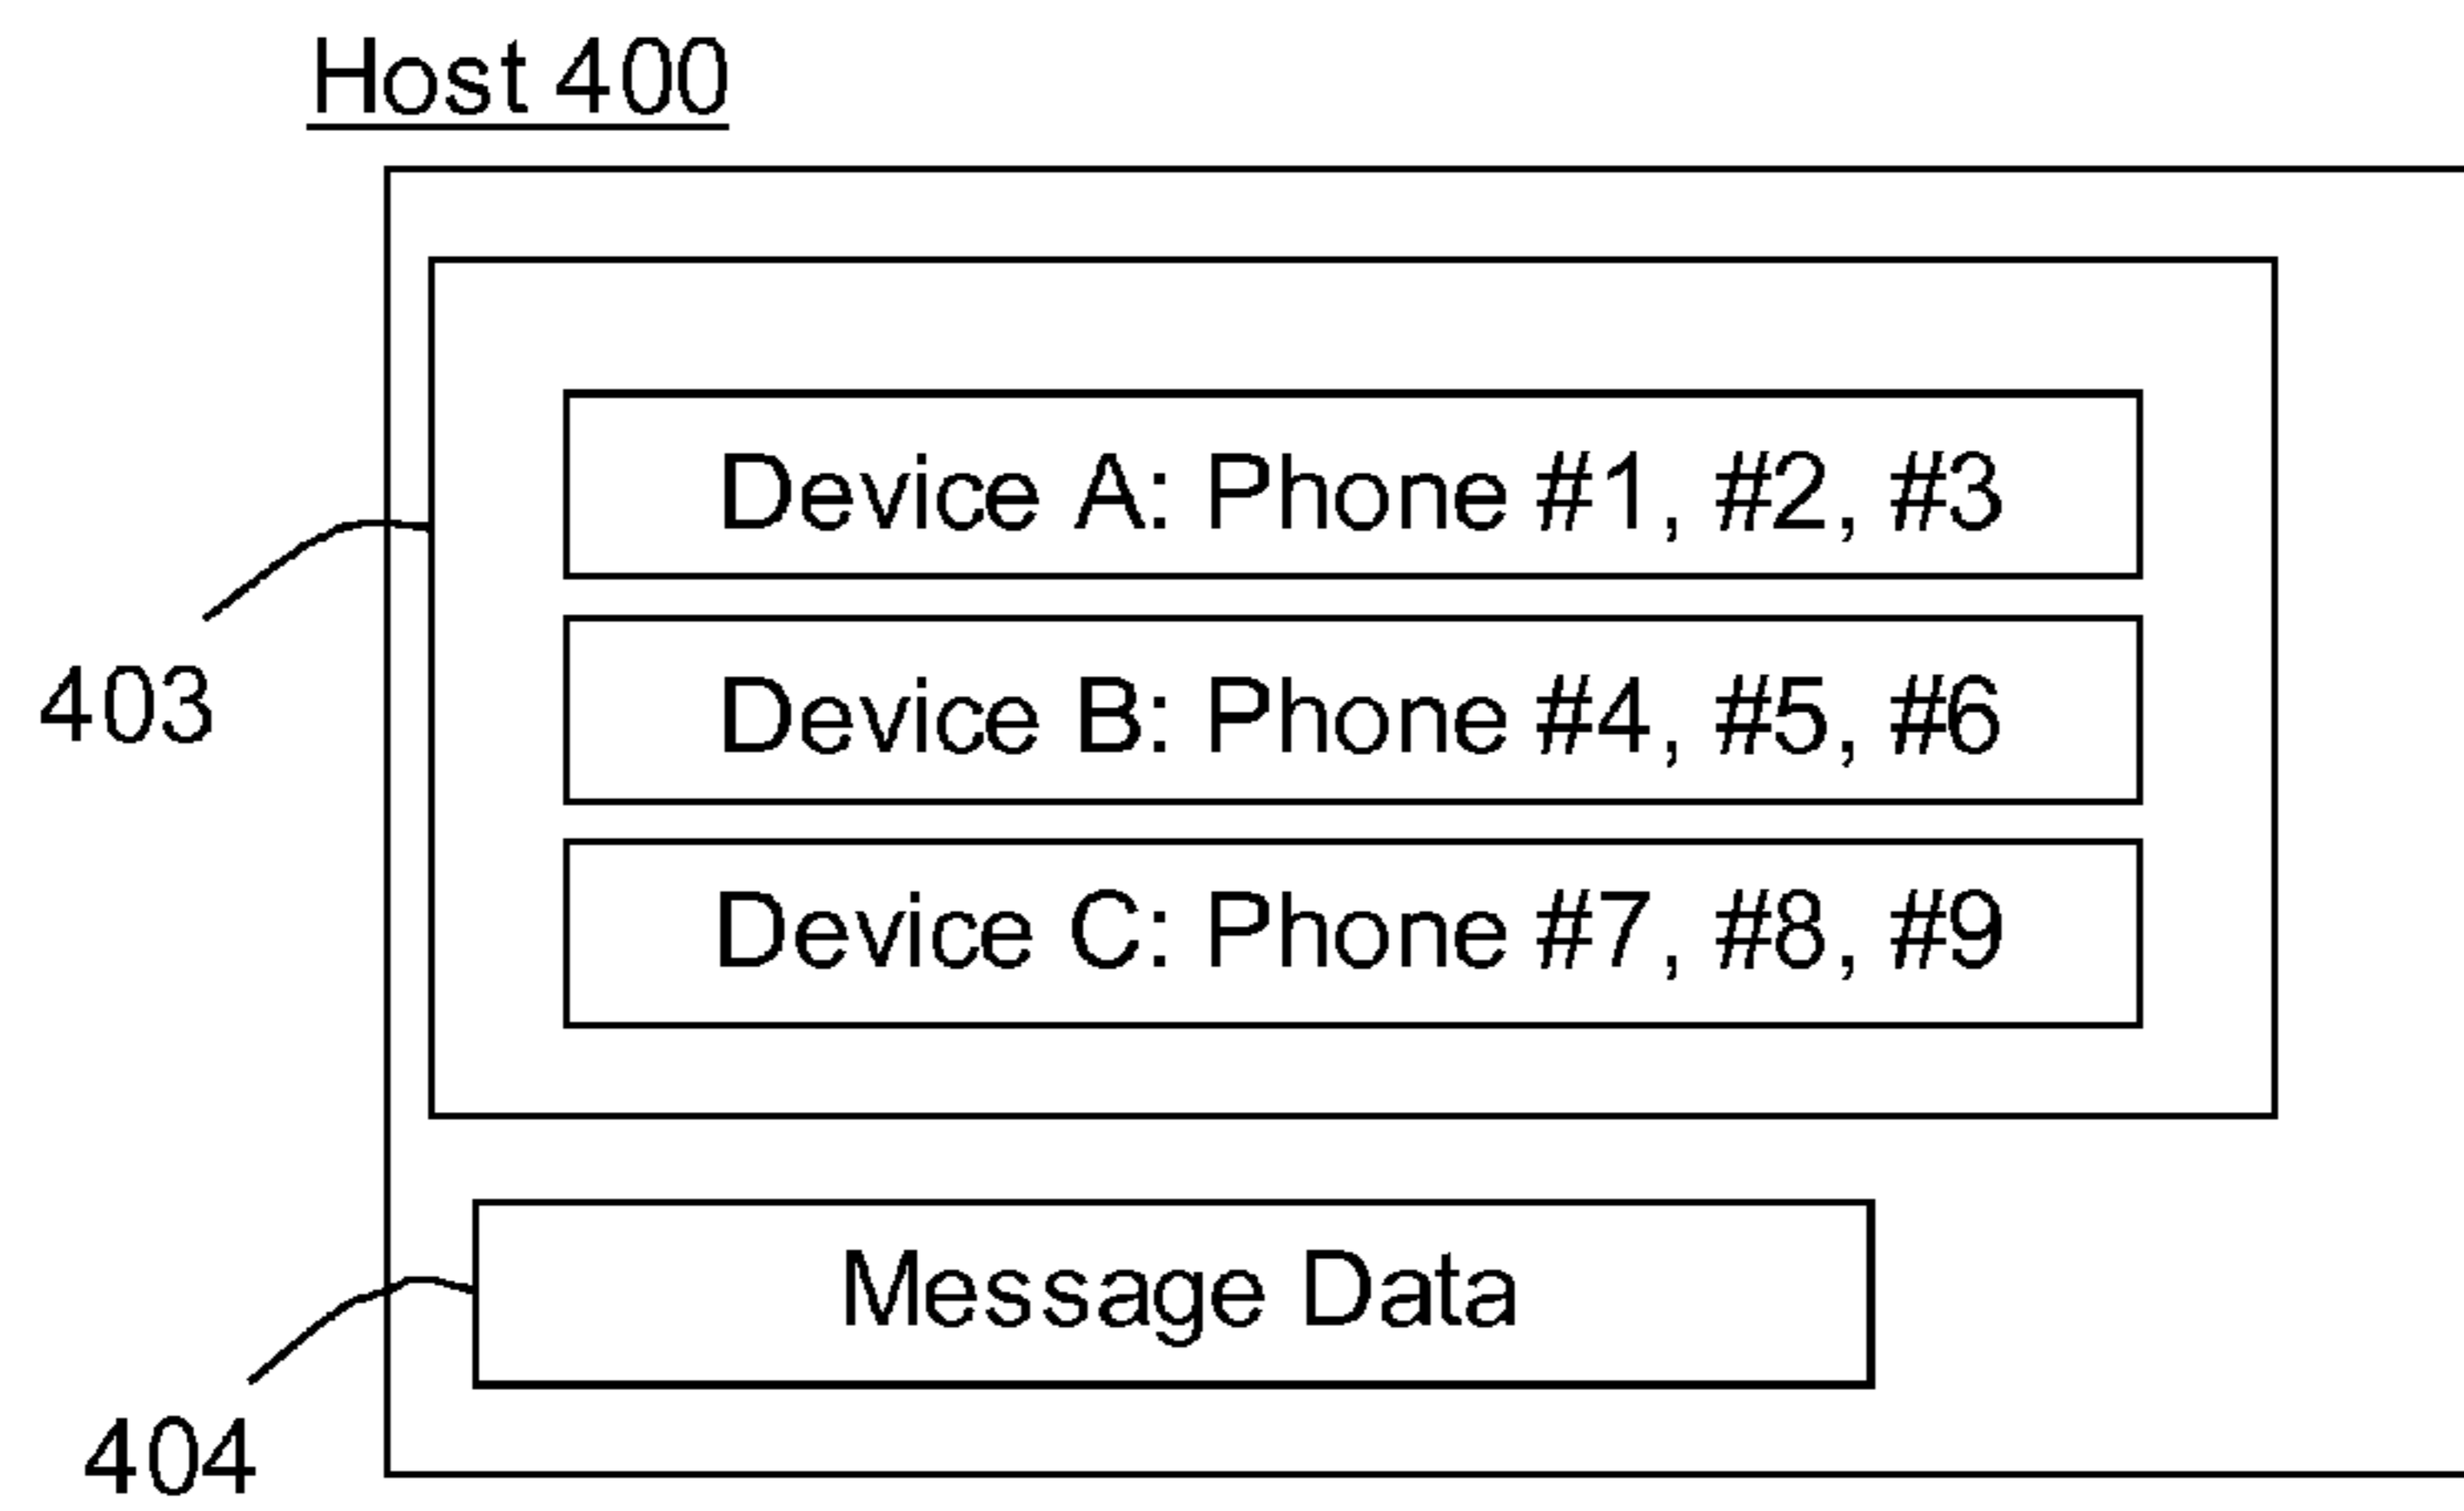 Host 400
Device A: Phone #1, #2, #3
403
Device B: Phone #4, #5, #6
Device C: Phone #7, #8, #9
Message Data
404